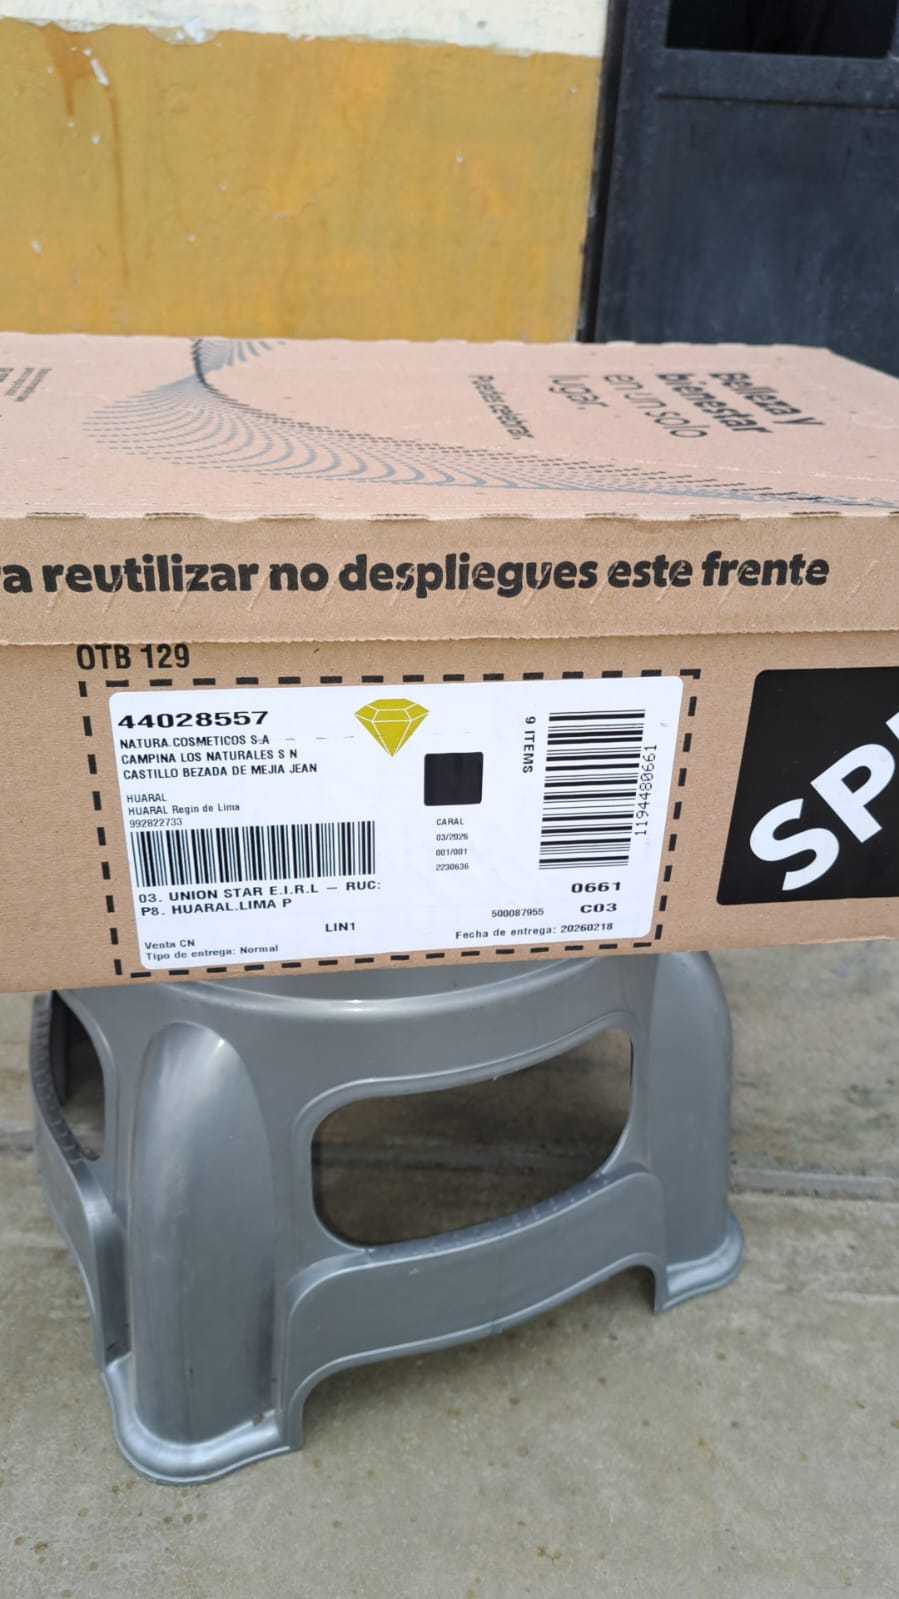 Belleza y
bienestar
en un solo
lugar.
Puedes celebrar,
a reutilizar no despliegues este frente
OTB 129
44028557
NATURA COSMETICOS S.A
CAMPINA LOS NATURALES S N
CASTILLO BEZADA DE MEJIA JEAN
HUARAL
HUARAL Regin de Lima
992822733
03. UNION STAR E.I.R.L – RUC:
P8. HUARAL.LIMA P
LIN1
Venta CN
Tipo de entrega: Normal
CARAL
03/2026
001/001
2230636
9 ITEMS
1194480661
0661
500087955
C03
Fecha de entrega: 20260218
SP